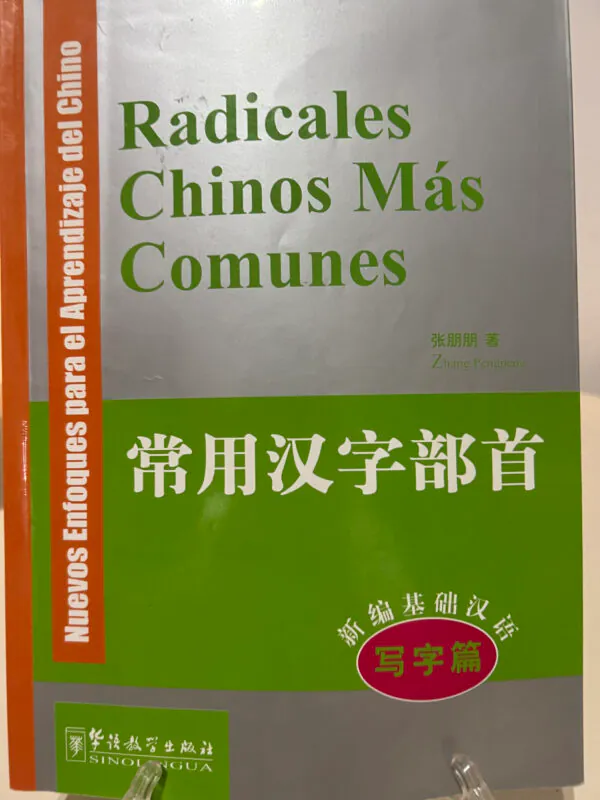 Nuevos Enfoques para el Aprendizaje del Chino
Radicales
Chinos Más
Comunes
张朋朋 著
Zhang Pengpeng
常用汉字部首
新编基础汉语
写字篇
华语教学出版社
SINOLINGUA